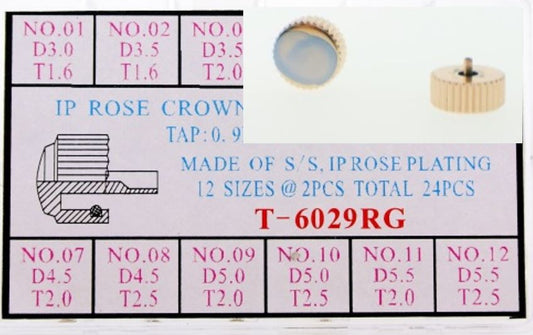 NO.01 NO.02 NO.
D3.0 D3.5 D3.5
T1.6 T1.6 T2.0
IP ROSE CROWN
TAP:0.9
MADE OF S/S, IP ROSE PLATING
12 SIZES @ 2PCS TOTAL 24PCS
T-6029RG
NO.07 NO.08 NO.09 NO.10 NO.11 NO.12
D4.5 D4.5 D5.0 D5.0 D5.5 D5.5
T2.0 T2.5 T2.0 T2.5 T2.0 T2.5